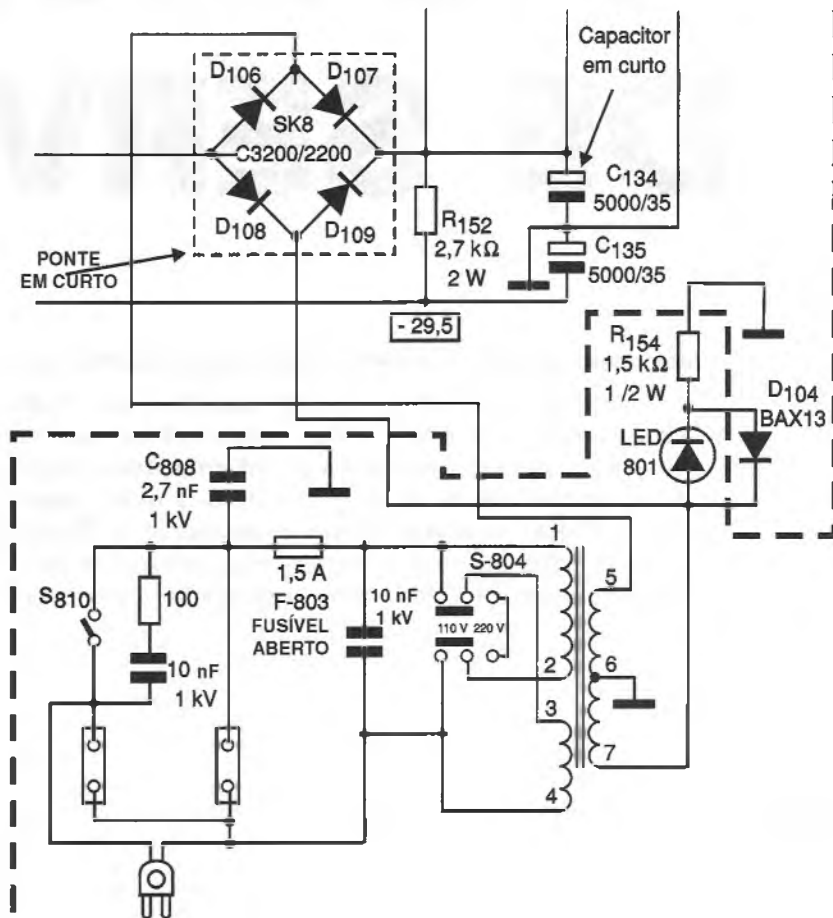 D106
D107
SK8
C3200/2200
D108
D109
PONTE
EM CURTO
Capacitor
em curto
C134
5000/35
R152
2,7 kΩ
2 W
C135
5000/35
- 29,5
R154
1,5 kΩ
1 /2 W
D104
BAX13
LED
801
C808
2,7 nF
1 kV
S810
100
10 nF
1 kV
1,5 A
F-803
FUSÍVEL
ABERTO
10 nF
1 kV
S-804
110 V 220 V
1
2
3
4
5
6
7